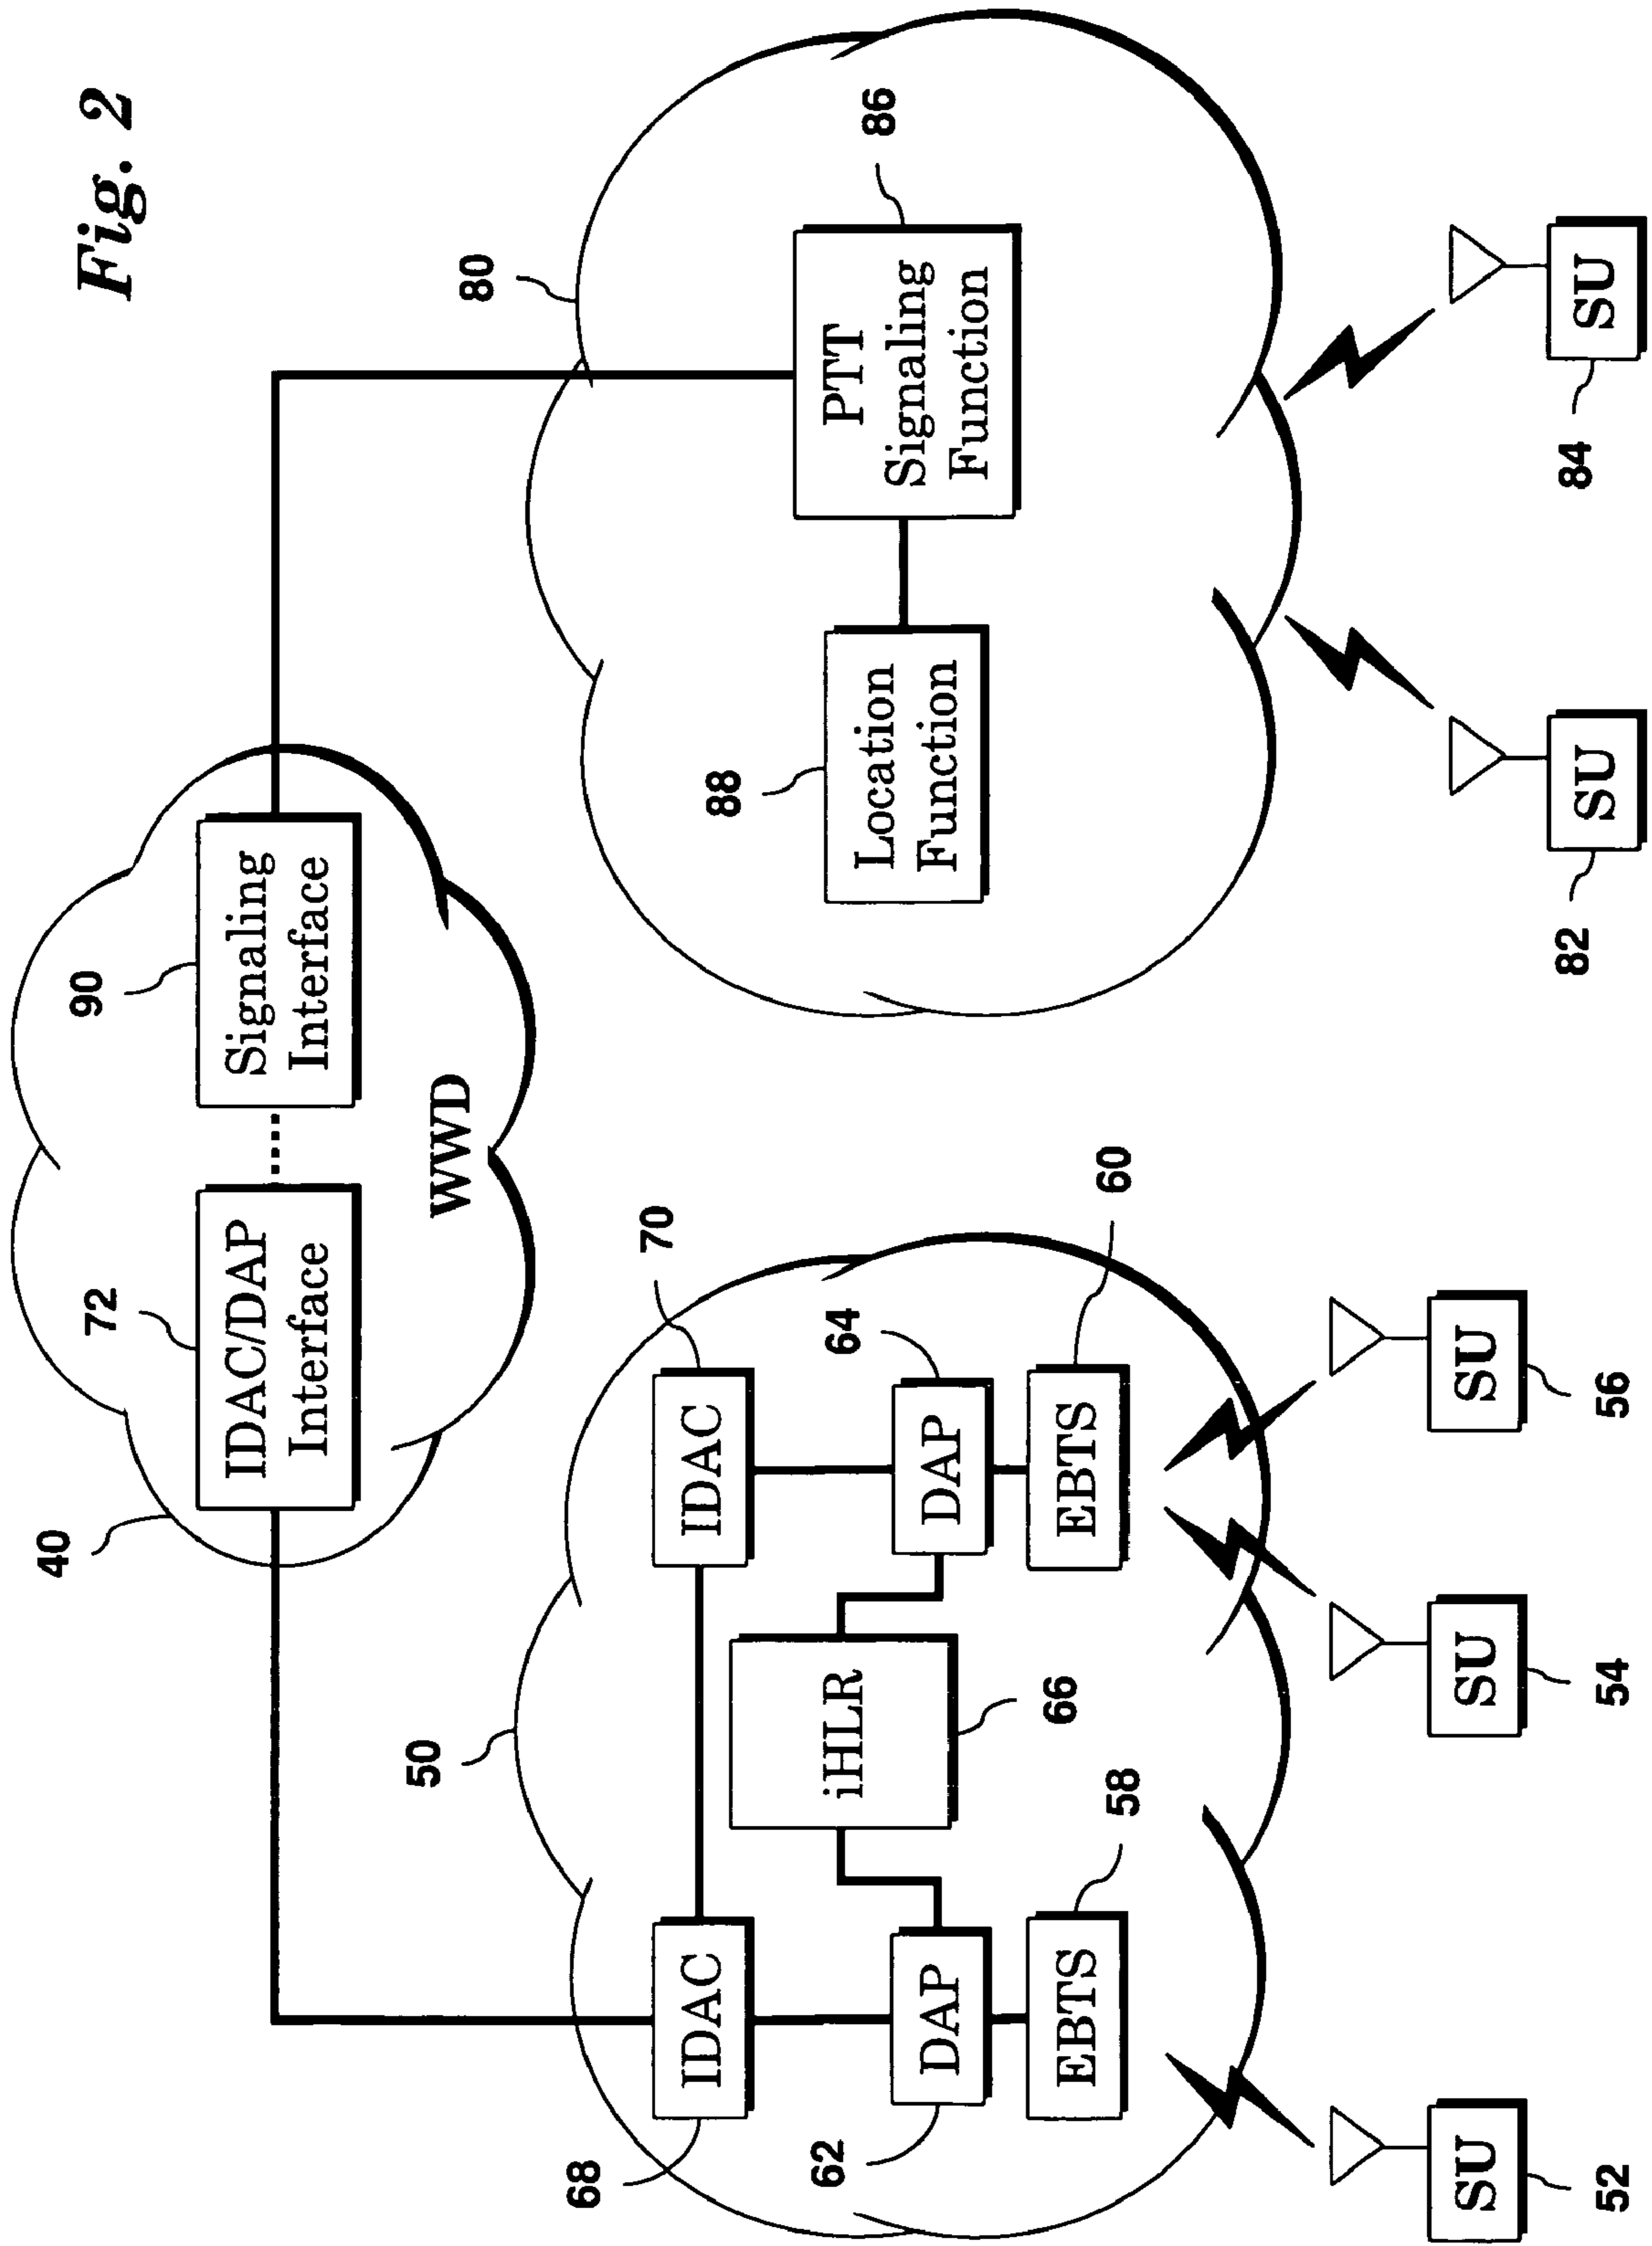 Fig. 2
40
72
IDAC/DAP
Interface
90
Signaling
Interface
WWD
50
68
IDAC
70
IDAC
iHLR
66
62
DAP
64
DAP
58
EBTS
60
EBTS
SU
52
SU
54
SU
56
80
PTT
Signaling
Function
86
88
Location
Function
SU
82
SU
84